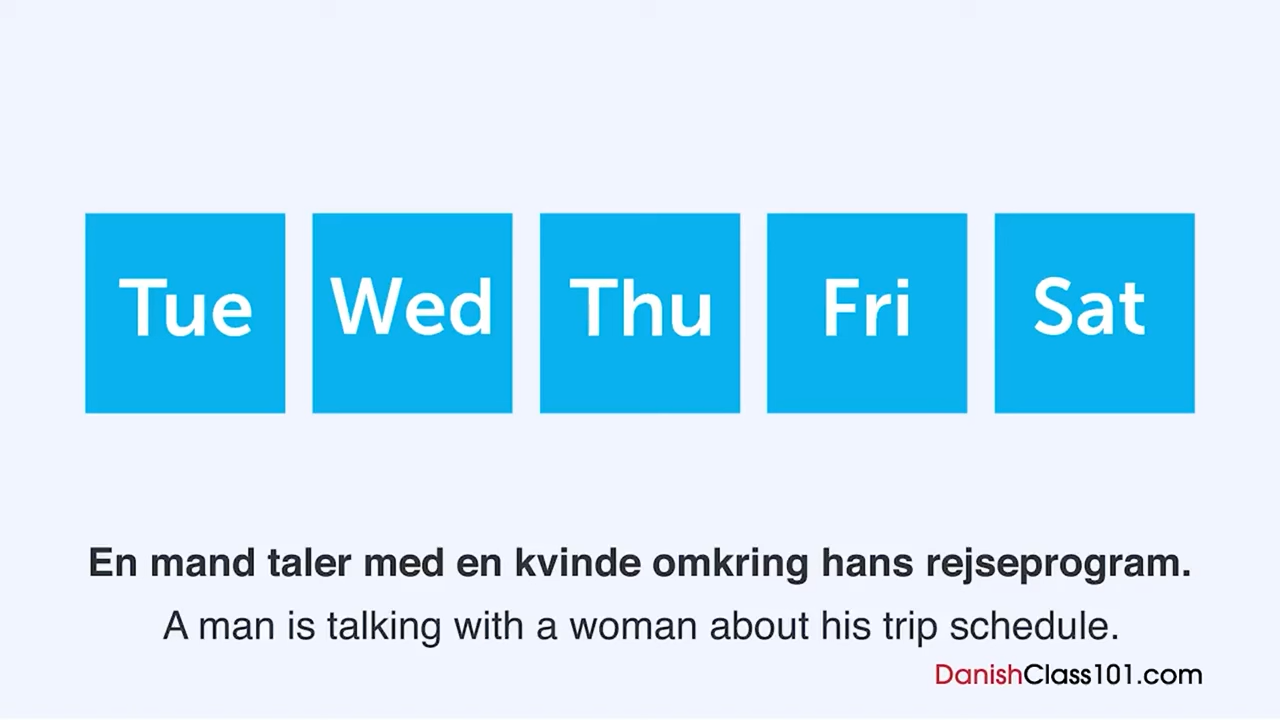 Tue Wed Thu Fri Sat
En mand taler med en kvinde omkring hans rejseprogram.
A man is talking with a woman about his trip schedule.
DanishClass101.com